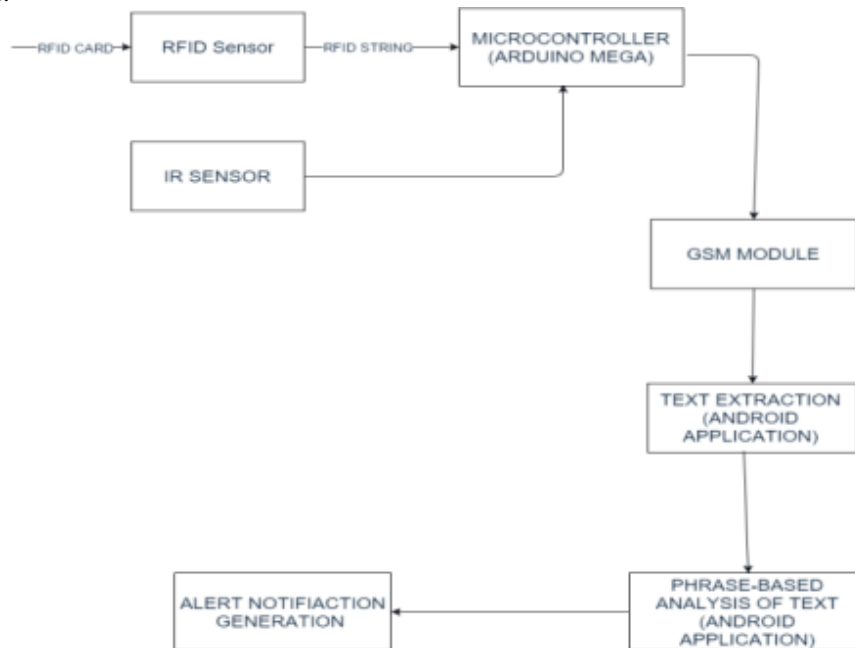 RFID CARD
RFID Sensor
RFID STRING
MICROCONTROLLER
(ARDUINO MEGA)
IR SENSOR
GSM MODULE
TEXT EXTRACTION
(ANDROID
APPLICATION)
PHRASE-BASED
ANALYSIS OF TEXT
(ANDROID
APPLICATION)
ALERT NOTIFIACTION
GENERATION